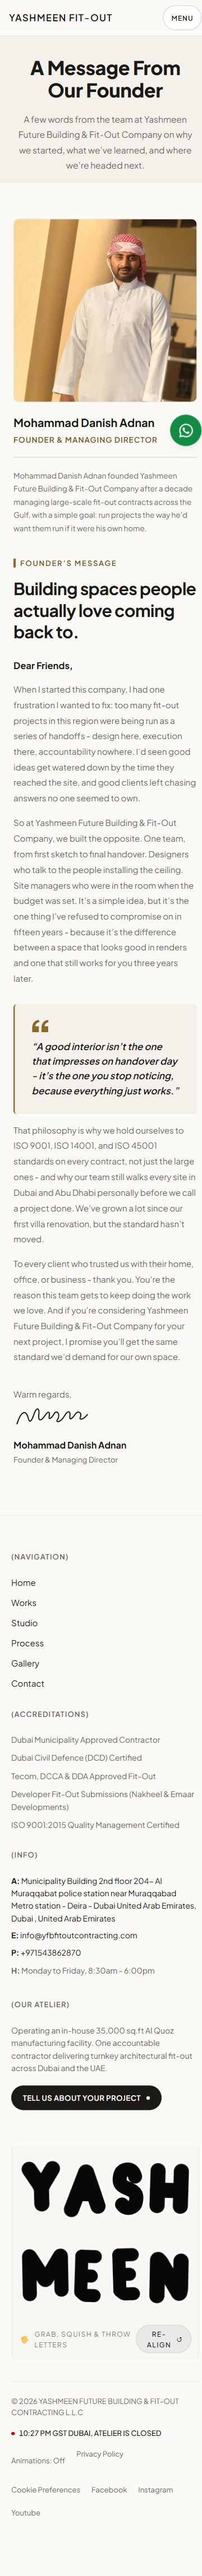 YASHMEEN FIT-OUT
MENU
A Message From
Our Founder
A few words from the team at Yashmeen
Future Building & Fit-Out Company on why
we started, what we've learned, and where
we're headed next.
Mohammad Danish Adnan
FOUNDER & MANAGING DIRECTOR
Mohammad Danish Adnan founded Yashmeen
Future Building & Fit-Out Company after a decade
managing large-scale fit-out contracts across the
Gulf, with a simple goal: run projects the way he'd
want them run if it were his own home.
FOUNDER'S MESSAGE
Building spaces people
actually love coming
back to.
Dear Friends,
When I started this company, I had one
frustration I wanted to fix: too many fit-out
projects in this region were being run as a
series of handoffs - design here, execution
there, accountability nowhere. I'd seen good
ideas get watered down by the time they
reached the site, and good clients left chasing
answers no one seemed to own.
So at Yashmeen Future Building & Fit-Out
Company, we built the opposite. One team,
from first sketch to final handover. Designers
who talk to the people installing the ceiling.
Site managers who were in the room when the
budget was set. It's a simple idea, but it's the
one thing I've refused to compromise on in
fifteen years - because it's the difference
between a space that looks good in renders
and one that still works for you three years
later.
"A good interior isn't the one
that impresses on handover day
- it's the one you stop noticing,
because everything just works."
That philosophy is why we hold ourselves to
ISO 9001, ISO 14001, and ISO 45001
standards on every contract, not just the large
ones - and why our team still walks every site in
Dubai and Abu Dhabi personally before we call
a project done. We've grown a lot since our
first villa renovation, but the standard hasn't
moved.
To every client who trusted us with their home,
office, or business - thank you. You're the
reason this team gets to keep doing the work
we love. And if you're considering Yashmeen
Future Building & Fit-Out Company for your
next project, I promise you'll get the same
standard we'd demand for our own space.
Warm regards,
Mohammad Danish Adnan
Founder & Managing Director
(NAVIGATION)
Home
Works
Studio
Process
Gallery
Contact
(ACCREDITATIONS)
Dubai Municipality Approved Contractor
Dubai Civil Defence (DCD) Certified
Tecom, DCCA & DDA Approved Fit-Out
Developer Fit-Out Submissions (Nakheel & Emaar
Developments)
ISO 9001:2015 Quality Management Certified
(INFO)
A: Municipality Building 2nd floor 204- Al
Muraqqabat police station near Muraqqabad
Metro station - Deira - Dubai United Arab Emirates,
Dubai , United Arab Emirates
E: info@yfbfitoutcontracting.com
P: +971543862870
H: Monday to Friday, 8:30am - 6:00pm
(OUR ATELIER)
Operating an in-house 35,000 sq.ft Al Quoz
manufacturing facility. One accountable
contractor delivering turnkey architectural fit-out
across Dubai and the UAE.
TELL US ABOUT YOUR PROJECT
YASH
MEEN
GRAB, SQUISH & THROW
LETTERS
RE-
ALIGN
© 2026 YASHMEEN FUTURE BUILDING & FIT-OUT
CONTRACTING L.L.C
10:27 PM GST DUBAI, ATELIER IS CLOSED
Animations: Off
Privacy Policy
Cookie Preferences
Facebook
Instagram
Youtube